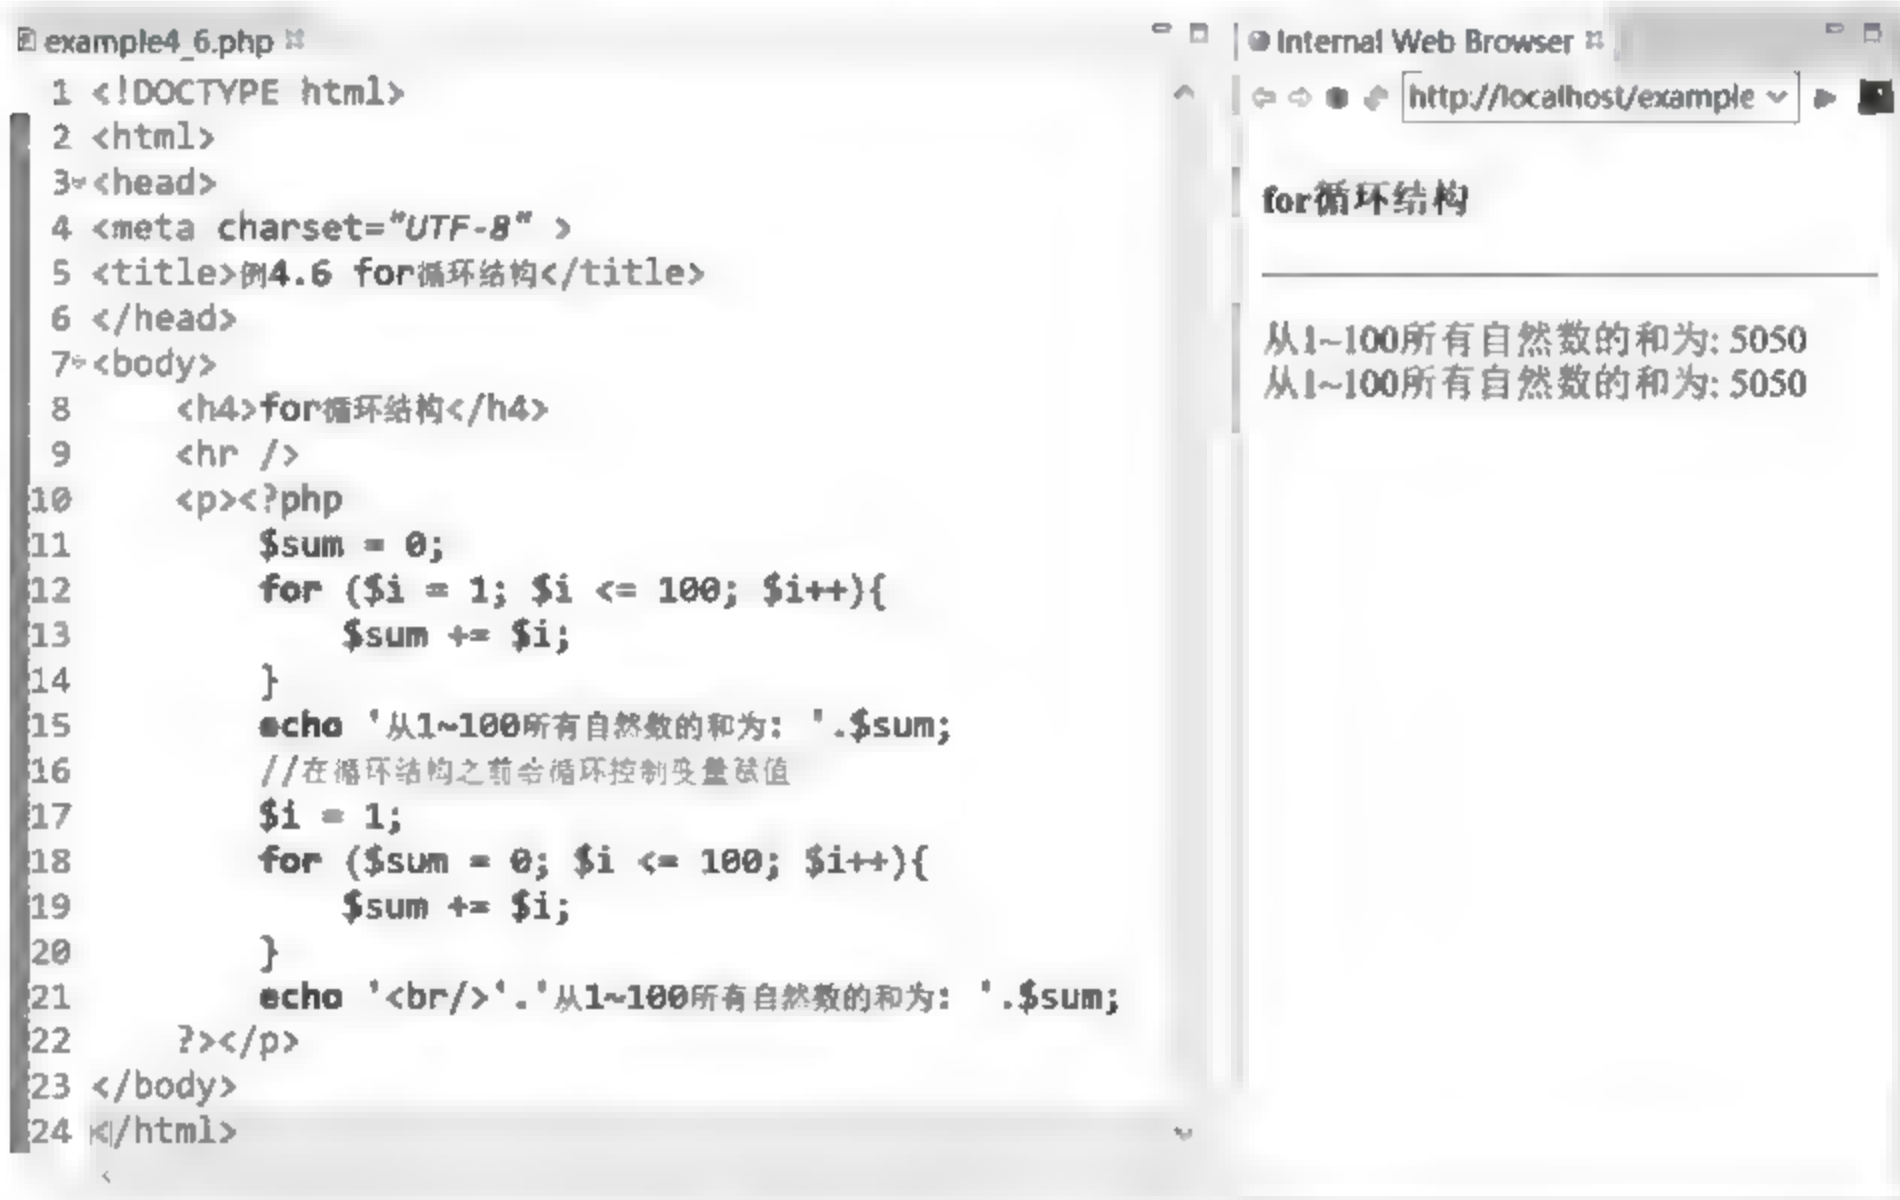 example4_6.php
1 <!DOCTYPE html>
2 <html>
3 <head>
4 <meta charset="UTF-8" >
5 <title>例4.6 for循环结构</title>
6 </head>
7 <body>
8     <h4>for循环结构</h4>
9     <hr />
10     <p><?php
11         $sum = 0;
12         for ($i = 1; $i <= 100; $i++){
13             $sum += $i;
14         }
15         echo '从1~100所有自然数的和为: '.$sum;
16         //在循环结构之前给循环控制变量赋值
17         $i = 1;
18         for ($sum = 0; $i <= 100; $i++){
19             $sum += $i;
20         }
21         echo '<br/>'.'从1~100所有自然数的和为: '.$sum;
22     ?></p>
23 </body>
24 </html>
Internal Web Browser
http://localhost/example
for循环结构
从1~100所有自然数的和为: 5050
从1~100所有自然数的和为: 5050